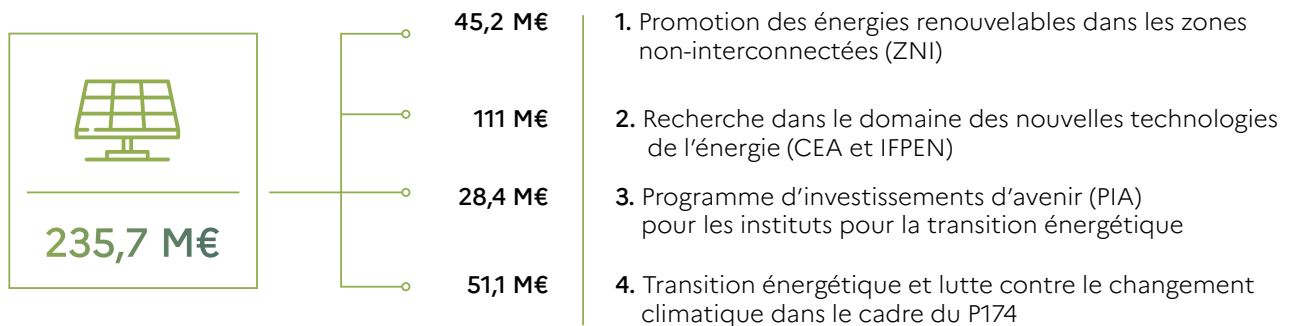 235,7 M€
45,2 M€
1. Promotion des énergies renouvelables dans les zones
non-interconnectées (ZNI)
111 M€
2. Recherche dans le domaine des nouvelles technologies
de l’énergie (CEA et IFPEN)
28,4 M€
3. Programme d’investissements d’avenir (PIA)
pour les instituts pour la transition énergétique
51,1 M€
4. Transition énergétique et lutte contre le changement
climatique dans le cadre du P174